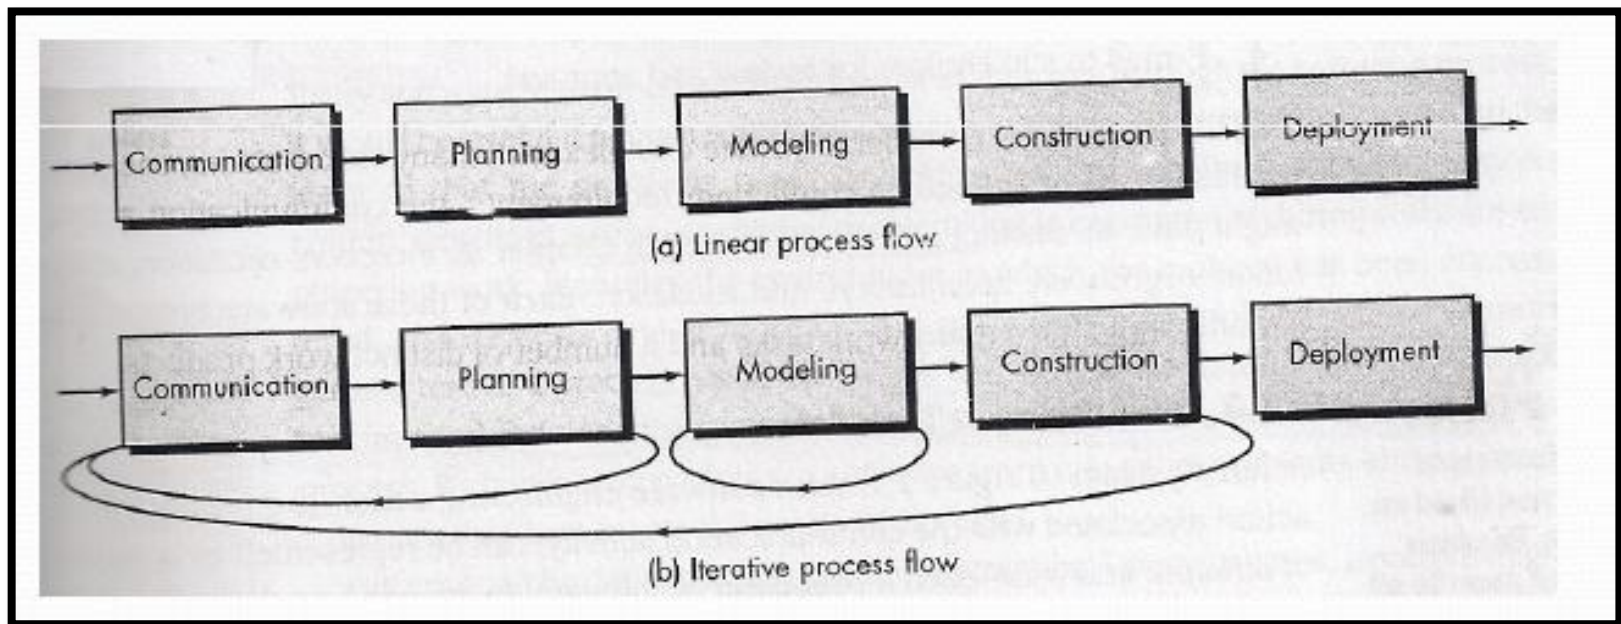 Communication
Planning
Modeling
Construction
Deployment
(a) Linear process flow
Communication
Planning
Modeling
Construction
Deployment
(b) Iterative process flow